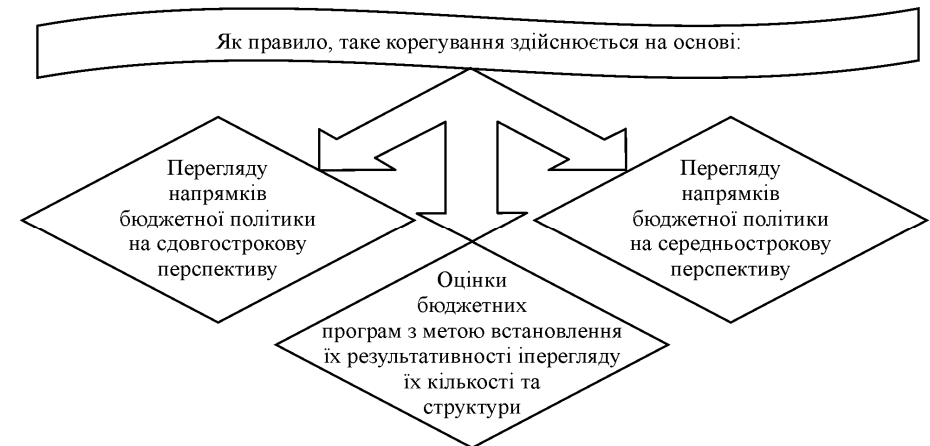 Як правило, таке корегування здійснюється на основі:
Перегляду
напрямків
бюджетної політики
на сдовгострокову
перспективу
Перегляду
напрямків
бюджетної політики
на середньострокову
перспективу
Оцінки
бюджетних
програм з метою встановлення
їх результативності іперегляду
їх кількості та
структури